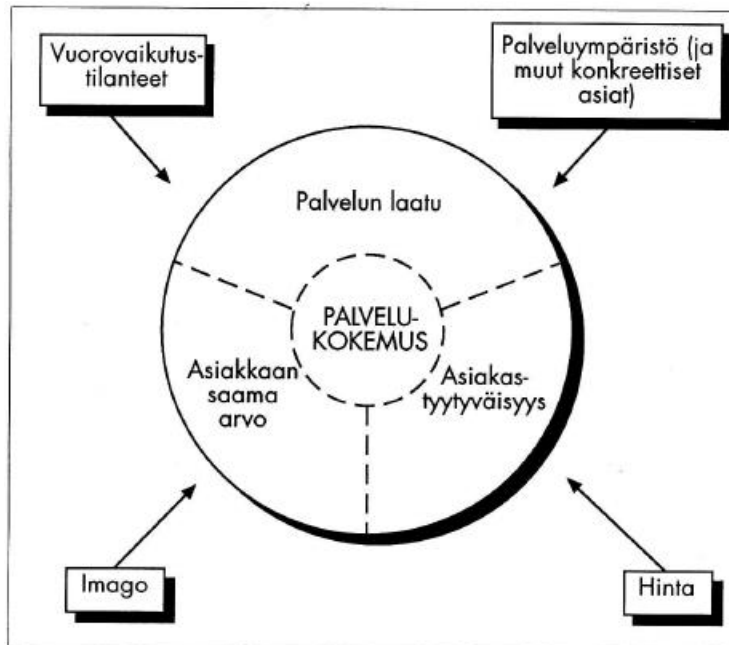 Vuorovaikutus-
tilanteet
Palveluympäristö (ja
muut konkreettiset
asiat)
Palvelun laatu
PALVELU-
KOKEMUS
Asiakkaan
saama
arvo
Asiakas-
tyytyväisyys
Imago
Hinta